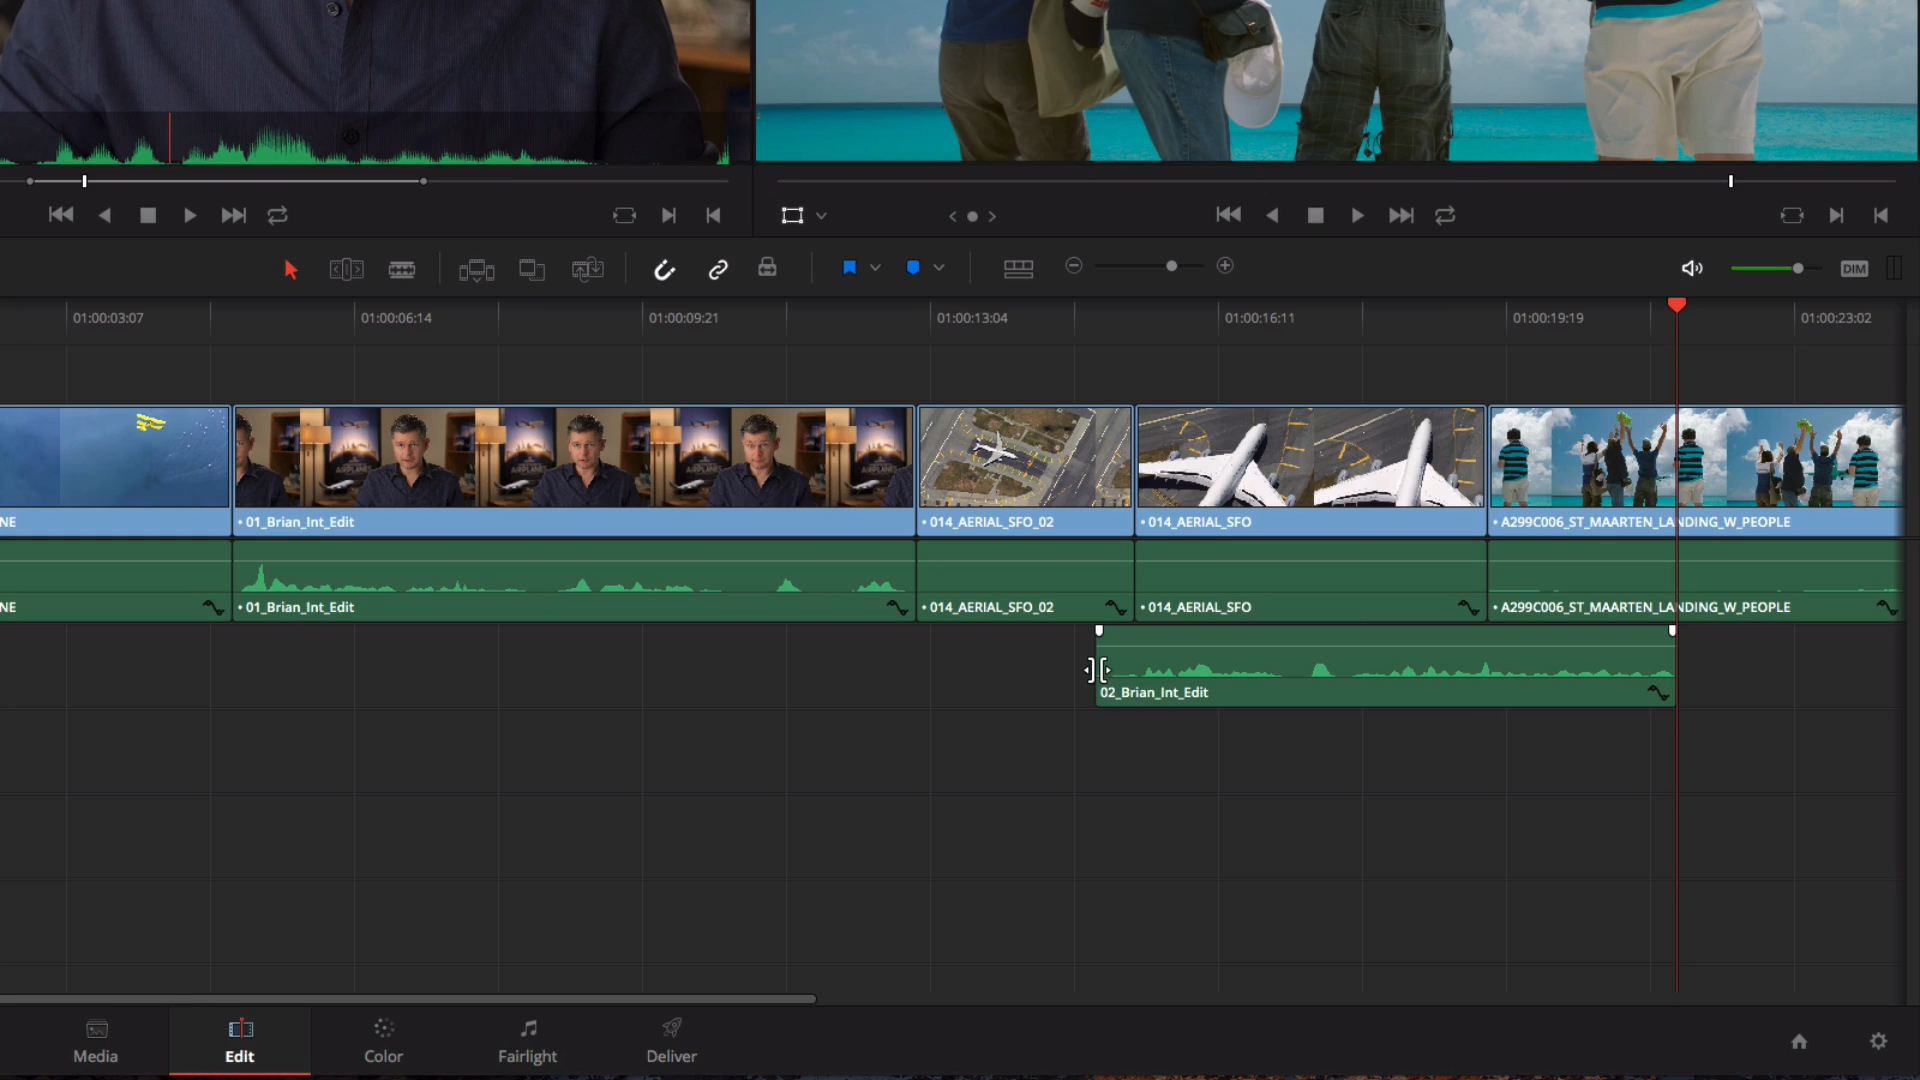 DIM
01:00:03:07
01:00:06:14
01:00:09:21
01:00:13:04
01:00:16:11
01:00:19:19
01:00:23:02
AIRPLANES
NE
• 01_Brian_Int_Edit
• 014_AERIAL_SFO_02
• 014_AERIAL_SFO
• A299C006_ST_MAARTEN_LANDING_W_PEOPLE
NE
• 01_Brian_Int_Edit
• 014_AERIAL_SFO_02
• 014_AERIAL_SFO
• A299C006_ST_MAARTEN_LANDING_W_PEOPLE
02_Brian_Int_Edit
Media
Edit
Color
Fairlight
Deliver